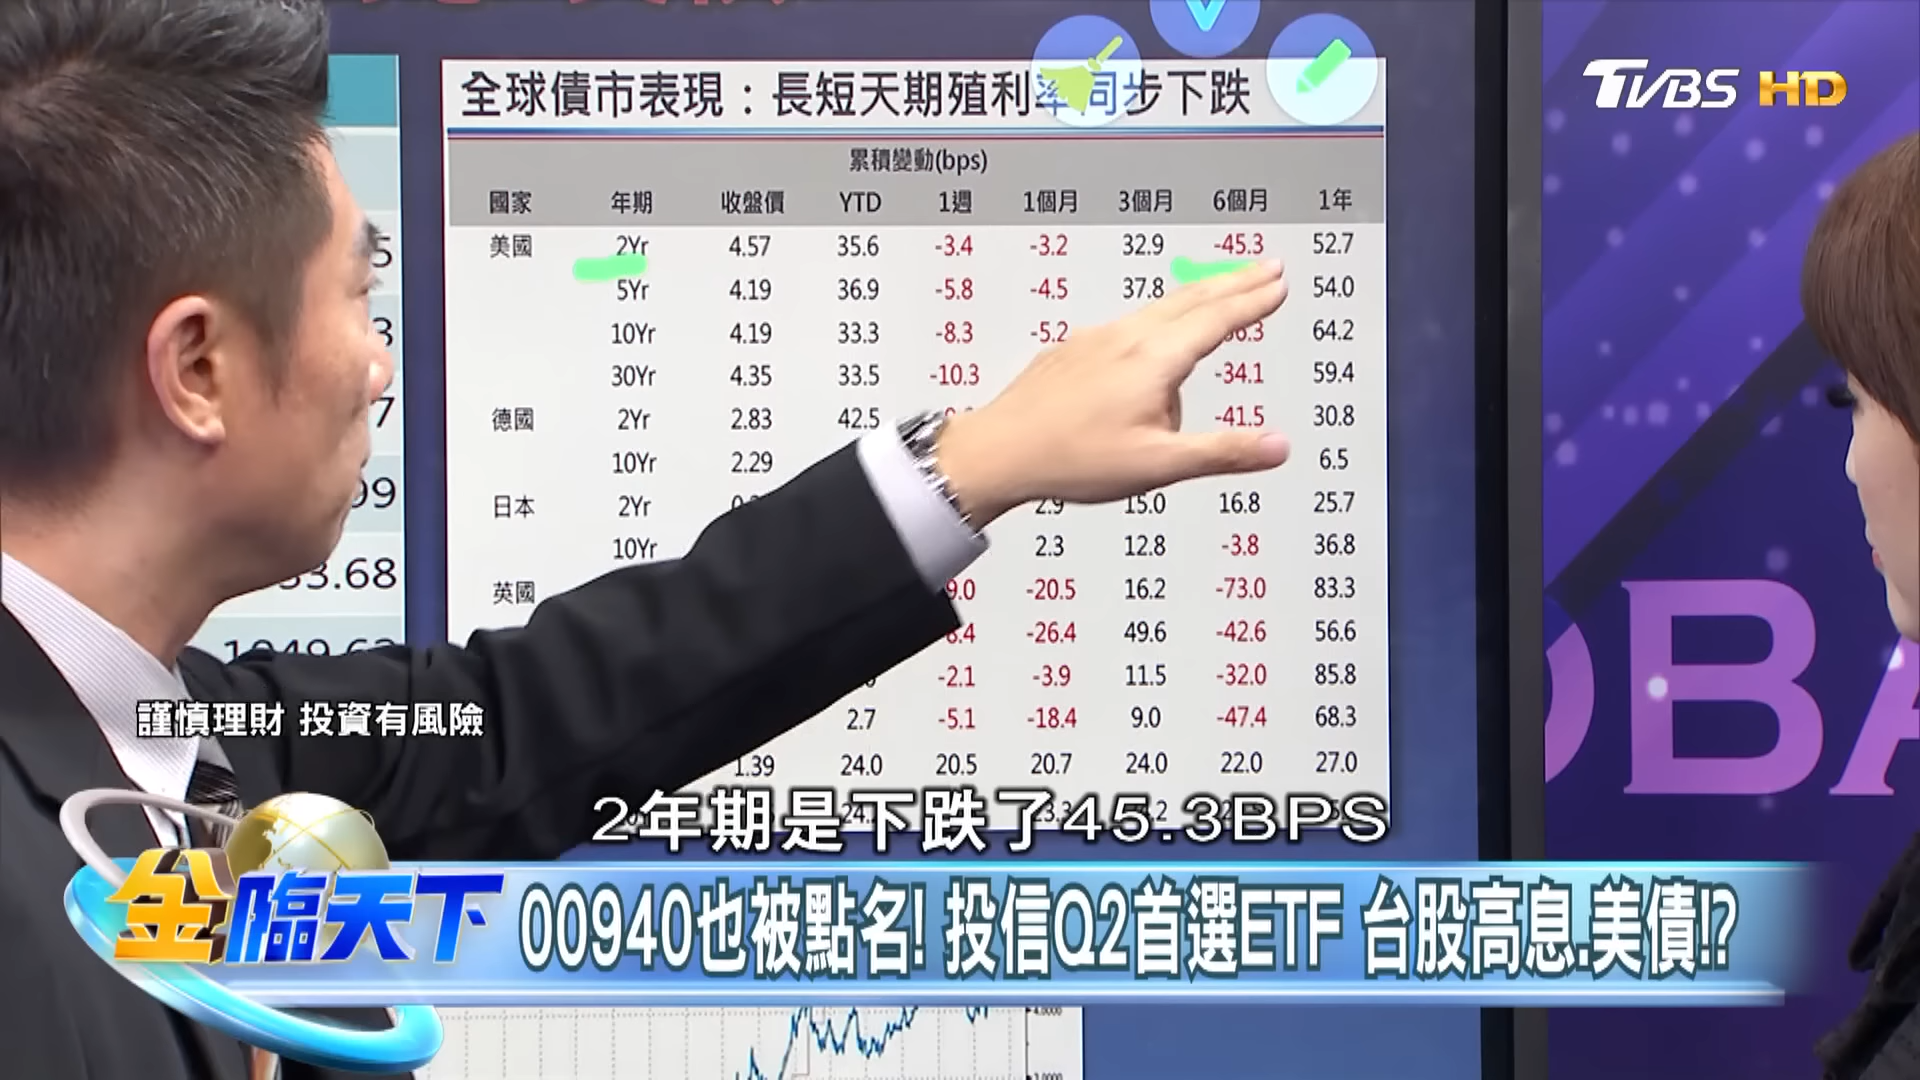 TVBS HD
全球債市表現：長短天期殖利率同步下跌
累積變動(bps)
國家 年期 收盤價 YTD 1週 1個月 3個月 6個月 1年
美國 2Yr 4.57 35.6 -3.4 -3.2 32.9 -45.3 52.7
5Yr 4.19 36.9 -5.8 -4.5 37.8 54.0
10Yr 4.19 33.3 -8.3 -5.2 64.2
30Yr 4.35 33.5 -10.3 -34.1 59.4
德國 2Yr 2.83 42.5 -41.5 30.8
10Yr 2.29 6.5
日本 2Yr 2.9 15.0 16.8 25.7
10Yr 2.3 12.8 -3.8 36.8
英國 9.0 -20.5 16.2 -73.0 83.3
8.4 -26.4 49.6 -42.6 56.6
-2.1 -3.9 11.5 -32.0 85.8
2.7 -5.1 -18.4 9.0 -47.4 68.3
1.39 24.0 20.5 20.7 24.0 22.0 27.0
33.68
謹慎理財 投資有風險
2年期是下跌了45.3BPS
金臨天下
00940也被點名! 投信Q2首選ETF 台股高息.美債!?
4.0000
3.0000